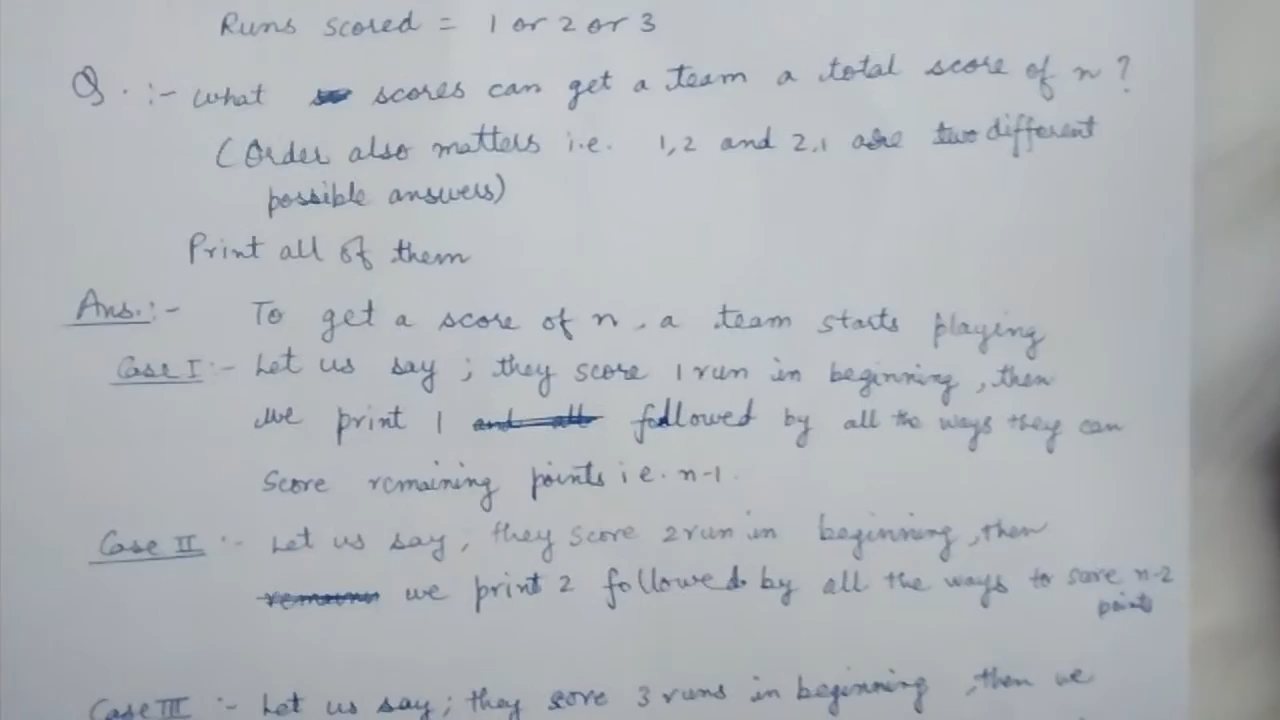 Runs scored = 1 or 2 or 3
Q. :- What scores can get a team a total score of n ?
(Order also matters i.e. 1,2 and 2,1 are two different
possible answers)
Print all of them
Ans. :- To get a score of n, a team starts playing
Case I :- Let us say ; they score 1 run in beginning, then
we print 1 and all followed by all the ways they can
score remaining points i.e. n-1.
Case II :- Let us say, they score 2 run in beginning, then
we print 2 followed by all the ways to score n-2
points
Case III :- Let us say ; they score 3 runs in beginning, then we